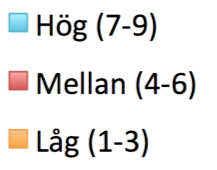 Hög (7-9)
Mellan (4-6)
Låg (1-3)